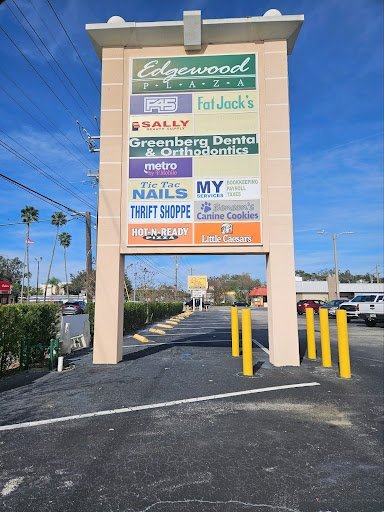 Edgewood
PLAZA
F45
Fat Jack's
SALLY
BEAUTY SUPPLY
Greenberg Dental
& Orthodontics
metro
by T Mobile
Tic Tac
NAILS
MY
SERVICES
BOOKKEEPING
PAYROLL
TAXES
THRIFT SHOPPE
Canine Cookies
HOT-N-READY
PIZZA
Little Caesars